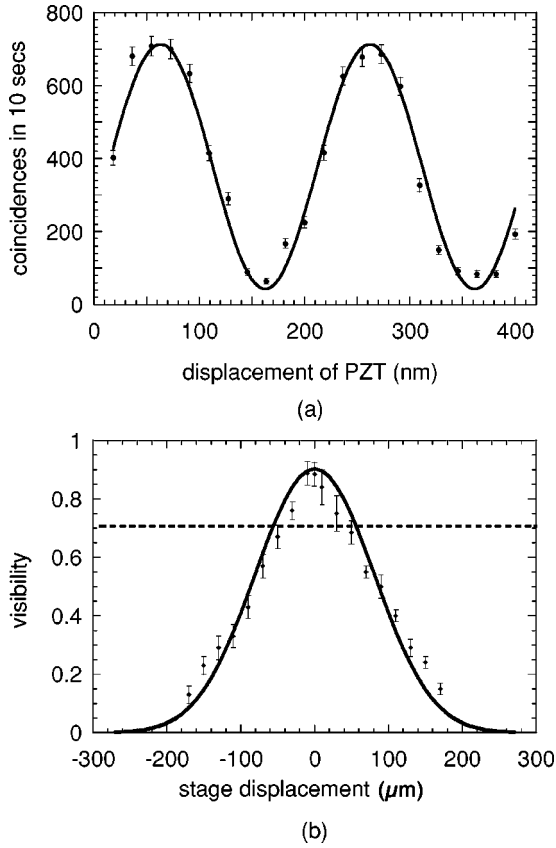 800
600
400
200
0
coincidences in 10 secs
0 100 200 300 400
displacement of PZT (nm)
(a)
1
0.8
0.6
0.4
0.2
0
visibility
-300 -200 -100 0 100 200 300
stage displacement (μm)
(b)